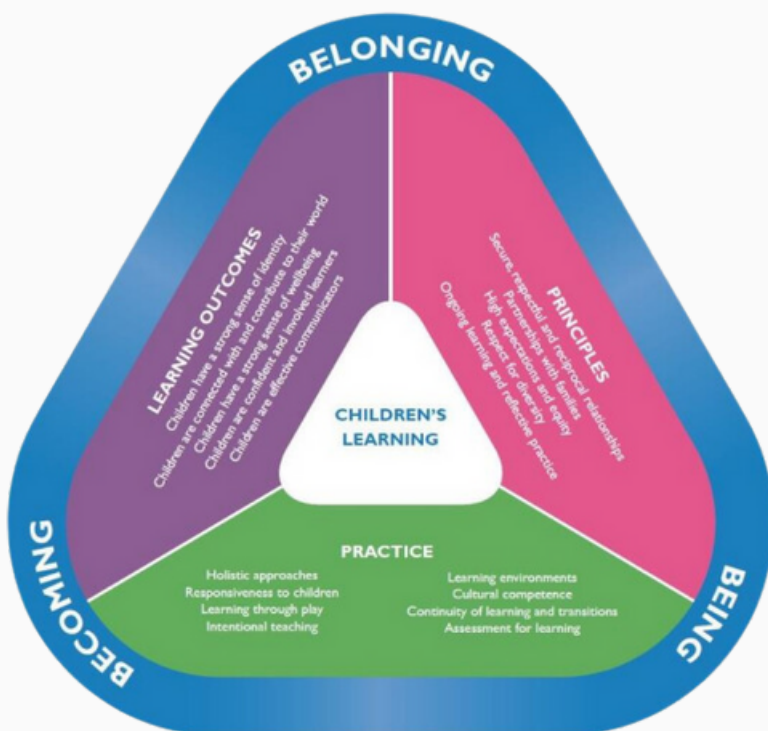 BELONGING
LEARNING OUTCOMES
Children have a strong sense of identity
Children are connected with and contribute to their world
Children have a strong sense of wellbeing
Children are confident and involved learners
Children are effective communicators
PRINCIPLES
Secure, respectful and reciprocal relationships
Partnerships with families
High expectations and equity
Respect for diversity
Ongoing learning and reflective practice
CHILDREN'S
LEARNING
PRACTICE
Holistic approaches
Responsiveness to children
Learning through play
Intentional teaching
Learning environments
Cultural competence
Continuity of learning and transitions
Assessment for learning
BECOMING
BEING